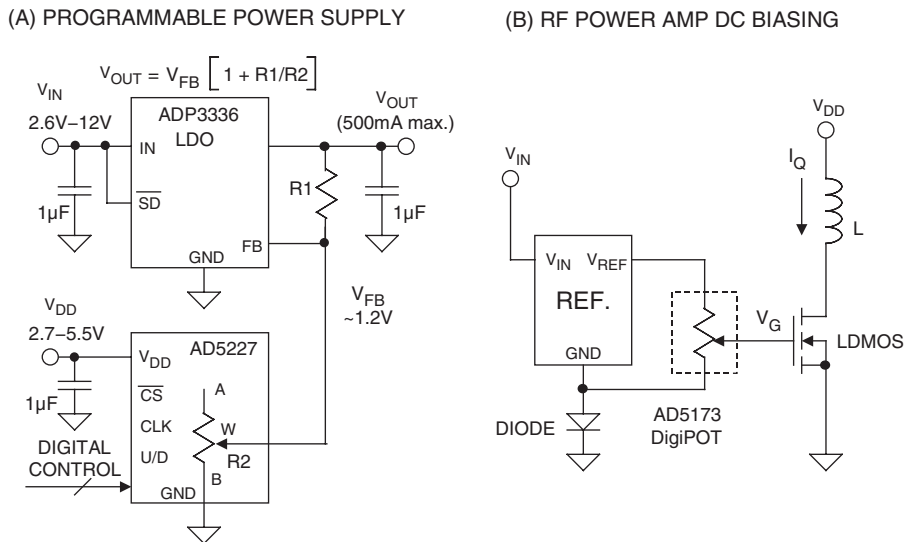 (A) PROGRAMMABLE POWER SUPPLY
V_OUT = V_FB [1 + R1/R2]
V_IN
2.6V–12V
ADP3336
LDO
V_OUT
(500mA max.)
IN
SD
1µF
R1
1µF
GND
FB
V_FB
~1.2V
V_DD
2.7–5.5V
AD5227
V_DD
1µF
CS
CLK
U/D
A
W
R2
B
DIGITAL
CONTROL
GND
(B) RF POWER AMP DC BIASING
V_DD
V_IN
I_Q
L
V_IN
V_REF
REF.
GND
V_G
LDMOS
DIODE
AD5173
DigiPOT